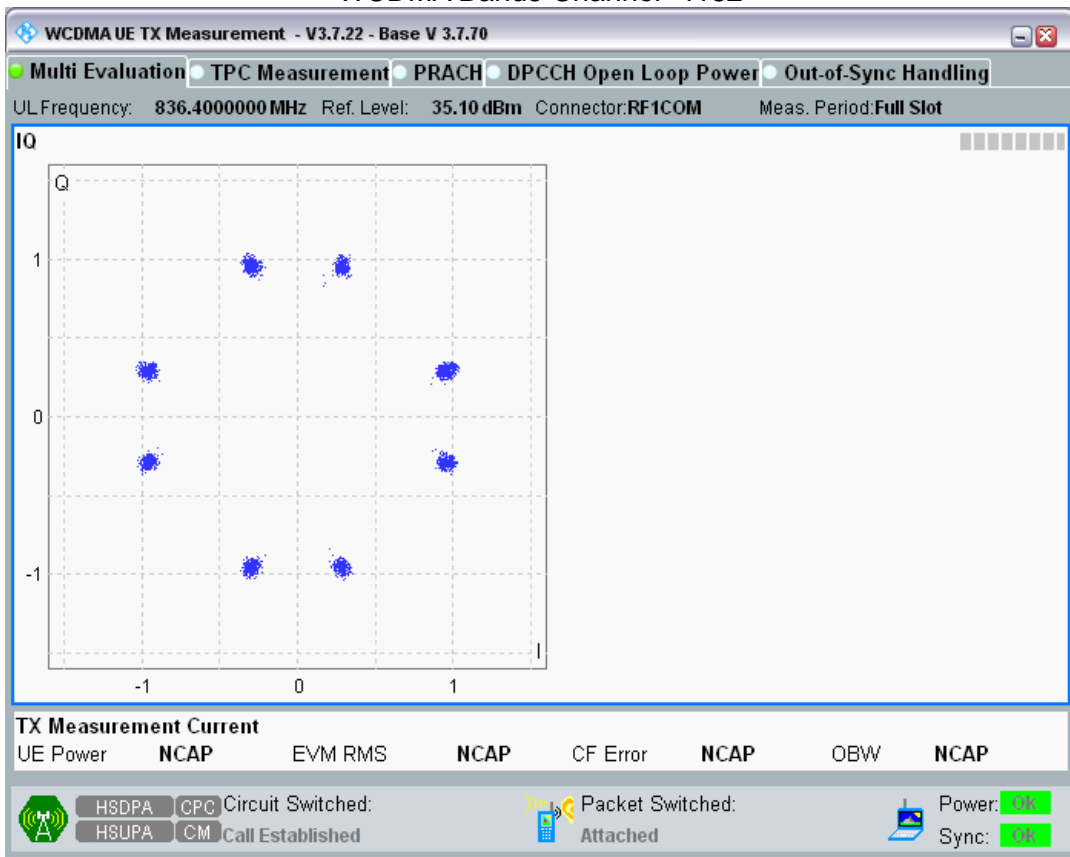 WCDMA UE TX Measurement - V3.7.22 - Base V 3.7.70
Multi Evaluation TPC Measurement PRACH DPCCH Open Loop Power Out-of-Sync Handling
UL Frequency: 836.4000000 MHz Ref. Level: 35.10 dBm Connector:RF1COM Meas. Period:Full Slot
IQ
Q
1
0
-1
I
-1 0 1
TX Measurement Current
UE Power NCAP EVM RMS NCAP CF Error NCAP OBW NCAP
HSDPA CPC Circuit Switched: Packet Switched: Power: Ok
HSUPA CM Call Established Attached Sync: Ok